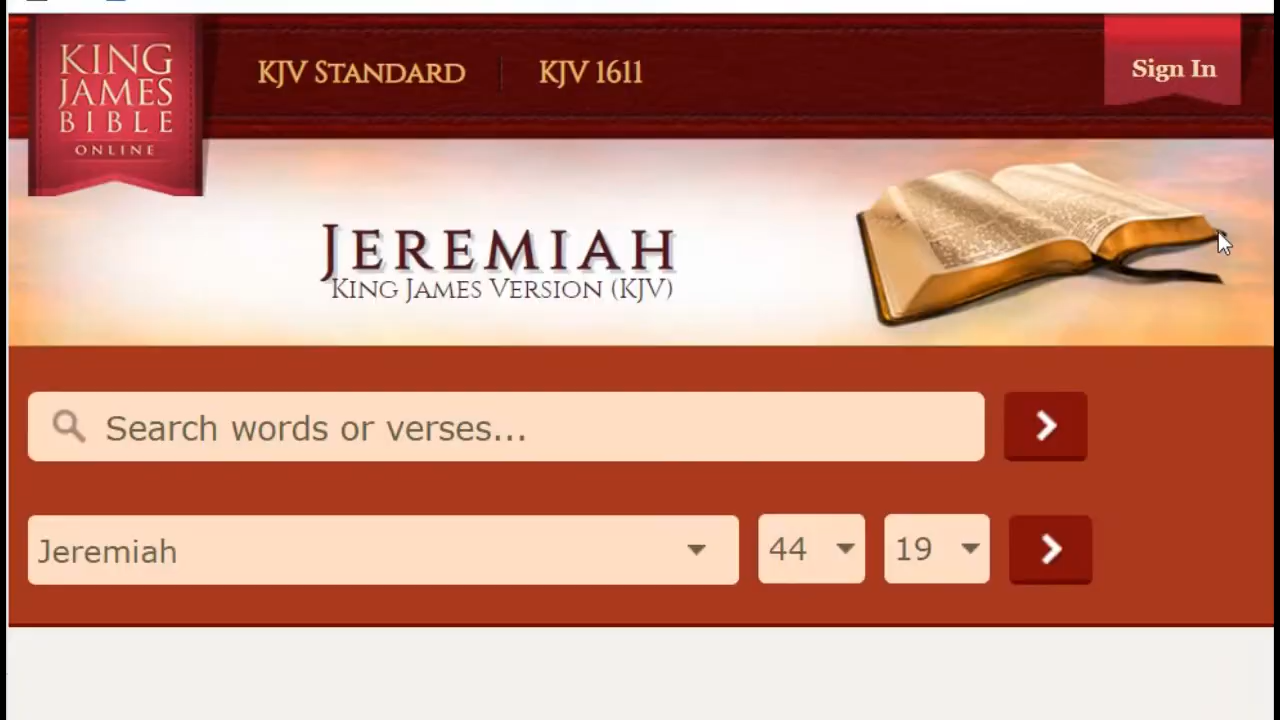 KING
JAMES
BIBLE
ONLINE
KJV STANDARD
KJV 1611
Sign In
JEREMIAH
KING JAMES VERSION (KJV)
Search words or verses...
Jeremiah
44
19